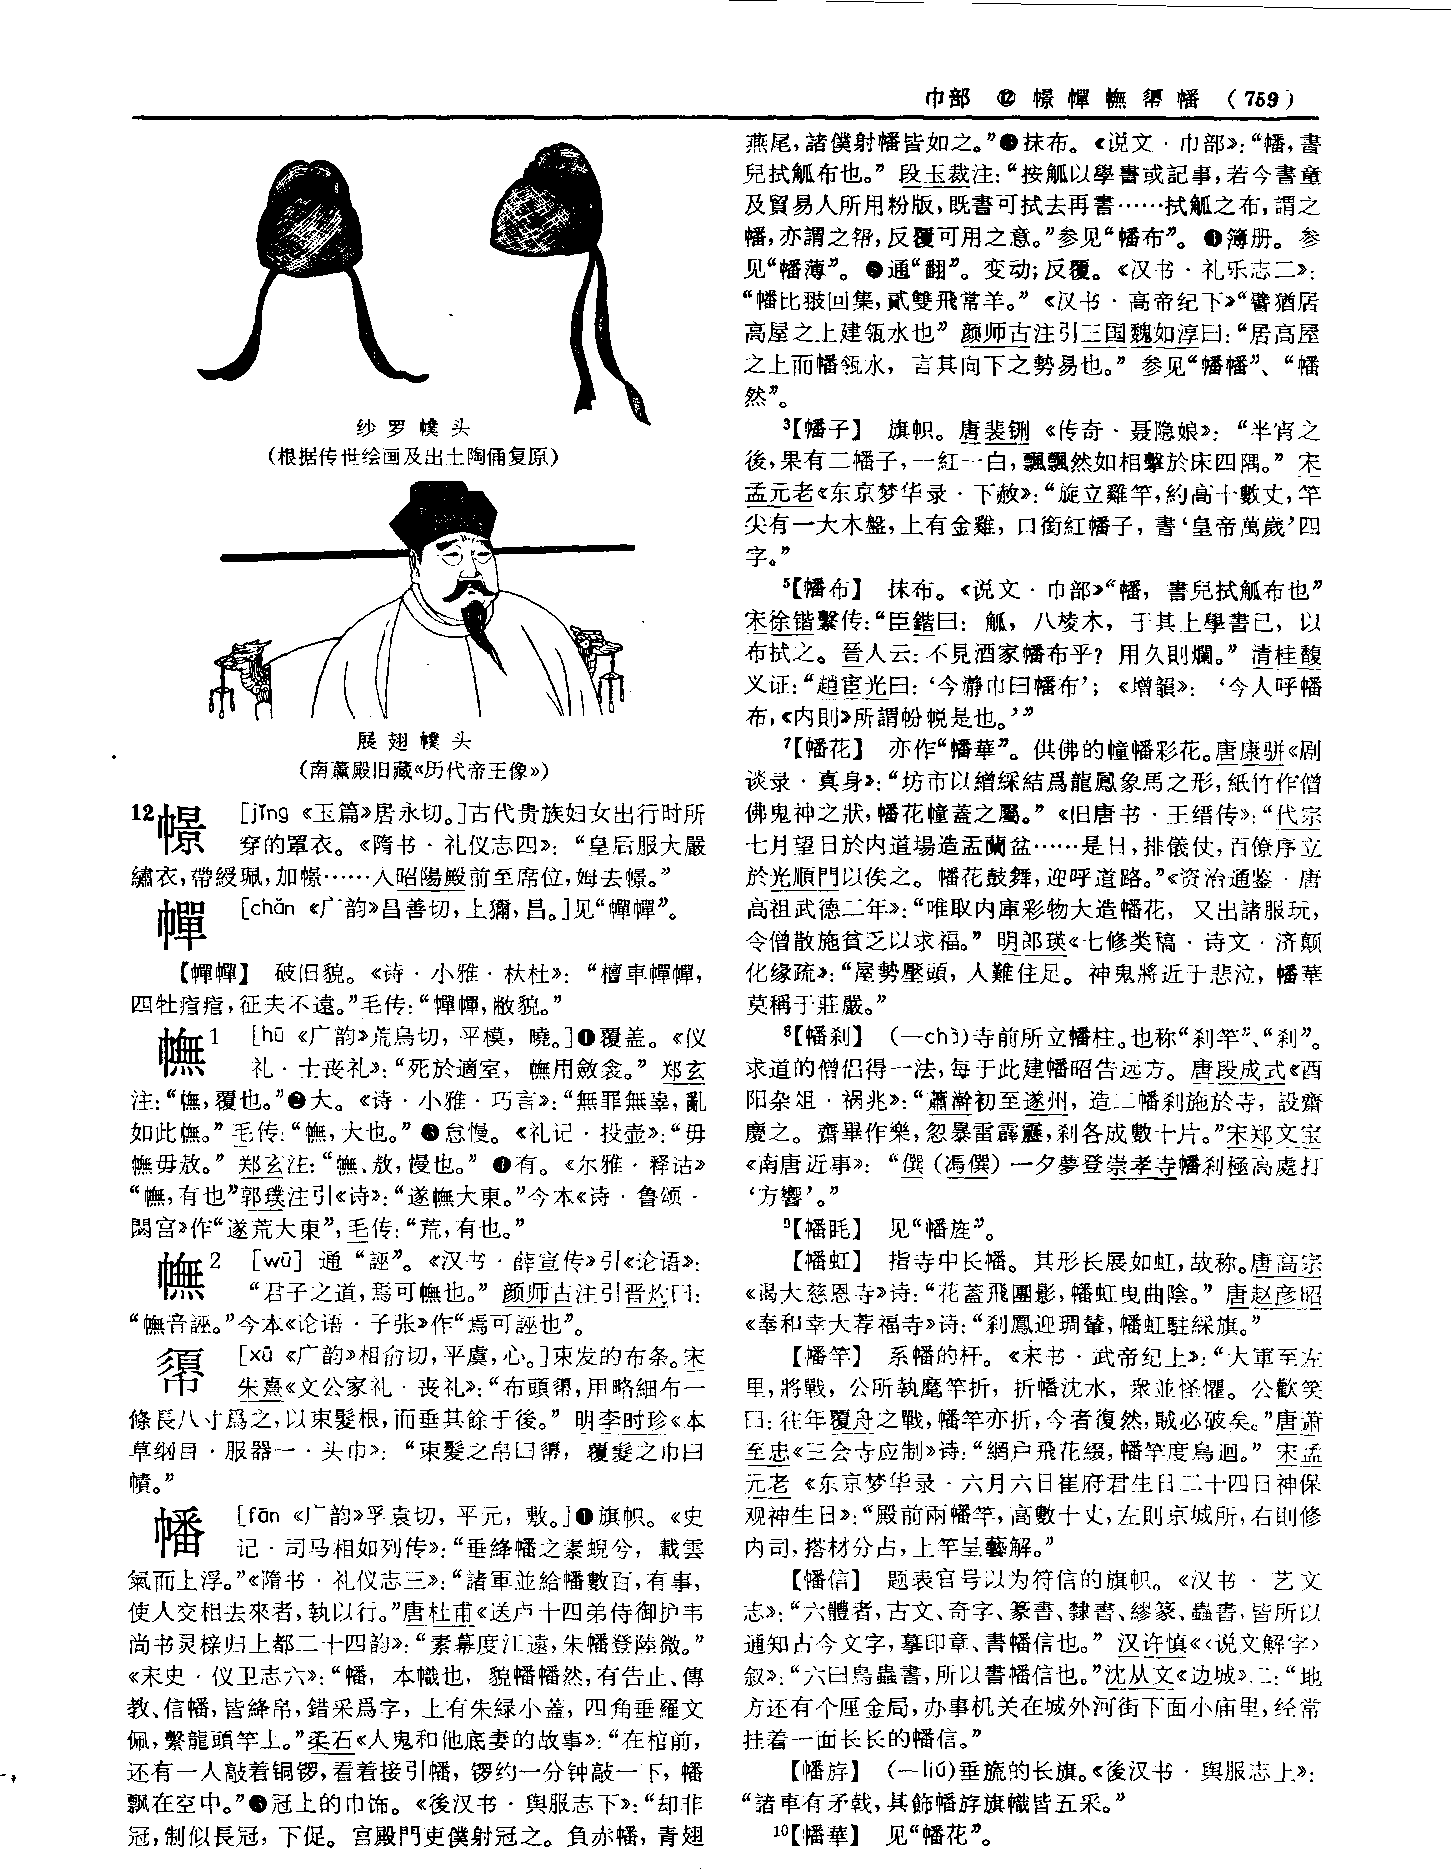 巾部 ⑫ 幜幝幠㡏幡 （759）
纱罗幞头
（根据传世绘画及出土陶俑复原）
展翅幞头
（南薰殿旧藏《历代帝王像》）
12幜 [jǐng 《玉篇》居永切。]古代贵族妇女出行时所
穿的罩衣。《隋书·礼仪志四》：“皇后服大嚴
繡衣，帶綬珮，加幜……入昭陽殿前至席位，姆去幜。”
幝 [chǎn 《广韵》昌善切，上獮，昌。]见“幝幝”。
【幝幝】 破旧貌。《诗·小雅·杕杜》：“檀車幝幝，
四牡痯痯，征夫不遠。”毛传：“幝幝，敝貌。”
幠1 [hū 《广韵》荒烏切，平模，曉。]❶覆盖。《仪
礼·士丧礼》：“死於適室，幠用斂衾。” 郑玄
注：“幠，覆也。”❷大。《诗·小雅·巧言》：“無罪無辜，亂
如此幠。” 毛传：“幠，大也。” ❸怠慢。《礼记·投壶》：“毋
幠毋敖。” 郑玄注：“幠、敖，慢也。” ❹有。《尔雅·释诂》
“幠，有也”郭璞注引《诗》：“遂幠大東。”今本《诗·鲁颂·
閟宫》作“遂荒大東”，毛传：“荒，有也。”
幠2 [wǔ] 通“誣”。《汉书·薛宣传》引《论语》：
“君子之道，焉可幠也。” 颜师古注引晋灼曰：
“幠音誣。”今本《论语·子张》作“焉可誣也”。
[xū 《广韵》相俞切，平虞，心。]束发的布条。宋
朱熹《文公家礼·丧礼》：“布頭㡏，用略細布一
條長八寸爲之，以束髮根，而垂其餘于後。” 明李时珍《本
草纲目·服器一·头巾》：“束髮之帛曰㡏，覆髮之巾曰
幘。”
幡 [fān 《广韵》孚袁切，平元，敷。]❶旗帜。《史
记·司马相如列传》：“垂絳幡之素蜺兮，載雲
氣而上浮。”《隋书·礼仪志三》：“諸軍並給幡數百，有事，
使人交相去來者，執以行。”唐杜甫《送卢十四弟侍御护韦
尚书灵榇归上都二十四韵》：“素幕度江遠，朱幡登陸微。”
《宋史·仪卫志六》：“幡，本幟也，貌幡幡然，有告止、傳
教、信幡，皆絳帛，錯采爲字，上有朱緑小蓋，四角垂羅文
佩，繫龍頭竿上。”柔石《人鬼和他底妻的故事》：“在棺前，
还有一人敲着铜锣，看着接引幡，锣约一分钟敲一下，幡
飘在空中。”❷冠上的巾饰。《後汉书·舆服志下》：“却非
冠，制似長冠，下促。宫殿門吏僕射冠之。負赤幡，青翅
燕尾，諸僕射幡皆如之。”❸抹布。《说文·巾部》：“幡，書
兒拭觚布也。” 段玉裁注：“按觚以學書或記事，若今書童
及貿易人所用粉版，既書可拭去再書……拭觚之布，謂之
幡，亦謂之帤，反覆可用之意。”参见“幡布”。❹簿册。参
见“幡薄”。❺通“翻”。变动；反覆。《汉书·礼乐志二》：
“幡比翄回集，貳雙飛常羊。” 《汉书·高帝纪下》“譬猶居
高屋之上建瓴水也” 颜师古注引三国魏如淳曰：“居高屋
之上而幡瓴水，言其向下之勢易也。” 参见“幡幡”、“幡
然”。
3【幡子】 旗帜。唐裴铏《传奇·聂隐娘》：“半宵之
後，果有二幡子，一紅一白，飄飄然如相擊於床四隅。” 宋
孟元老《东京梦华录·下赦》：“旋立雞竿，約高十數丈，竿
尖有一大木盤，上有金雞，口銜紅幡子，書‘皇帝萬歲’四
字。”
5【幡布】 抹布。《说文·巾部》“幡，書兒拭觚布也”
宋徐锴繫传：“臣鍇曰：觚，八棱木，于其上學書已，以
布拭之。晉人云：不見酒家幡布乎？用久則爛。” 清桂馥
义证：“趙宧光曰：‘今瀞巾曰幡布’；《增韻》：‘今人呼幡
布，《内則》所謂帉帨是也。’”
7【幡花】 亦作“幡華”。供佛的幢幡彩花。唐康骈《剧
谈录·真身》：“坊市以繒綵結爲龍鳳象馬之形，紙竹作僧
佛鬼神之狀，幡花幢蓋之屬。” 《旧唐书·王缙传》：“代宗
七月望日於内道場造盂蘭盆……是日，排儀仗，百僚序立
於光順門以俟之。幡花鼓舞，迎呼道路。”《资治通鉴·唐
高祖武德二年》：“唯取内庫彩物大造幡花，又出諸服玩，
令僧散施貧乏以求福。” 明郎瑛《七修类稿·诗文·济颠
化缘疏》：“屋勢壓頭，人難住足。神鬼將近于悲泣，幡華
莫稱于莊嚴。”
8【幡刹】 （—chà）寺前所立幡柱。也称“刹竿”、“刹”。
求道的僧侣得一法，每于此建幡昭告远方。唐段成式《酉
阳杂俎·祸兆》：“蕭澣初至遂州，造二幡刹施於寺，設齋
慶之。齋畢作樂，忽暴雷霹靂，刹各成數十片。”宋郑文宝
《南唐近事》：“僎（馮僎）一夕夢登崇孝寺幡刹極高處打
‘方響’。”
9【幡毦】 见“幡旄”。
【幡虹】 指寺中长幡。其形长展如虹，故称。唐高宗
《谒大慈恩寺》诗：“花蓋飛團影，幡虹曳曲陰。” 唐赵彦昭
《奉和幸大荐福寺》诗：“刹鳳迎琱輦，幡虹駐綵旗。”
【幡竿】 系幡的杆。《宋书·武帝纪上》：“大軍至左
里，將戰，公所執麾竿折，折幡沈水，衆並怪懼。公歡笑
曰：往年覆舟之戰，幡竿亦折，今者復然，賊必破矣。”唐萧
至忠《三会寺应制》诗：“網户飛花綴，幡竿度鳥迴。” 宋孟
元老《东京梦华录·六月六日崔府君生日二十四日神保
观神生日》：“殿前兩幡竿，高數十丈，左則京城所，右則修
内司，搭材分占，上竿呈藝解。”
【幡信】 题表官号以为符信的旗帜。《汉书·艺文
志》：“六體者，古文、奇字、篆書、隸書、繆篆、蟲書，皆所以
通知古今文字，摹印章、書幡信也。” 汉许慎《〈说文解字〉
叙》：“六曰鳥蟲書，所以書幡信也。”沈从文《边城》二：“地
方还有个厘金局，办事机关在城外河街下面小庙里，经常
挂着一面长长的幡信。”
【幡斿】 （—liú）垂旒的长旗。《後汉书·舆服志上》：
“諸車有矛戟，其飾幡斿旗幟皆五采。”
10【幡華】 见“幡花”。